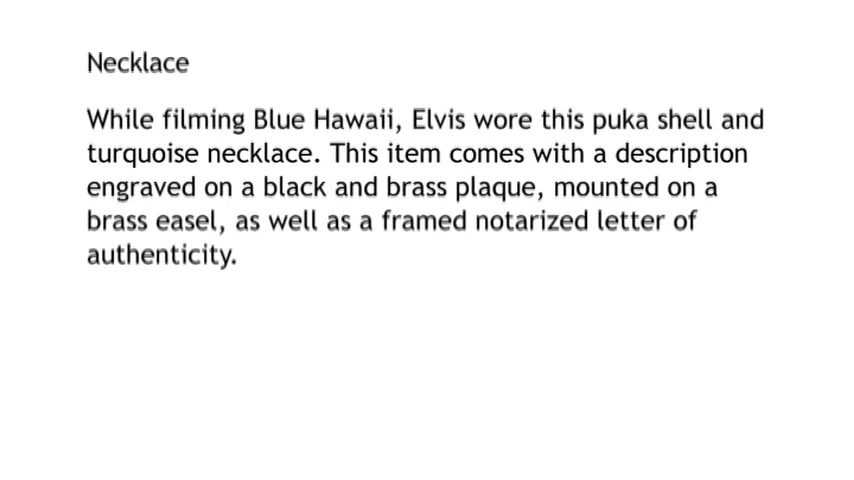 Necklace
While filming Blue Hawaii, Elvis wore this puka shell and
turquoise necklace. This item comes with a description
engraved on a black and brass plaque, mounted on a
brass easel, as well as a framed notarized letter of
authenticity.